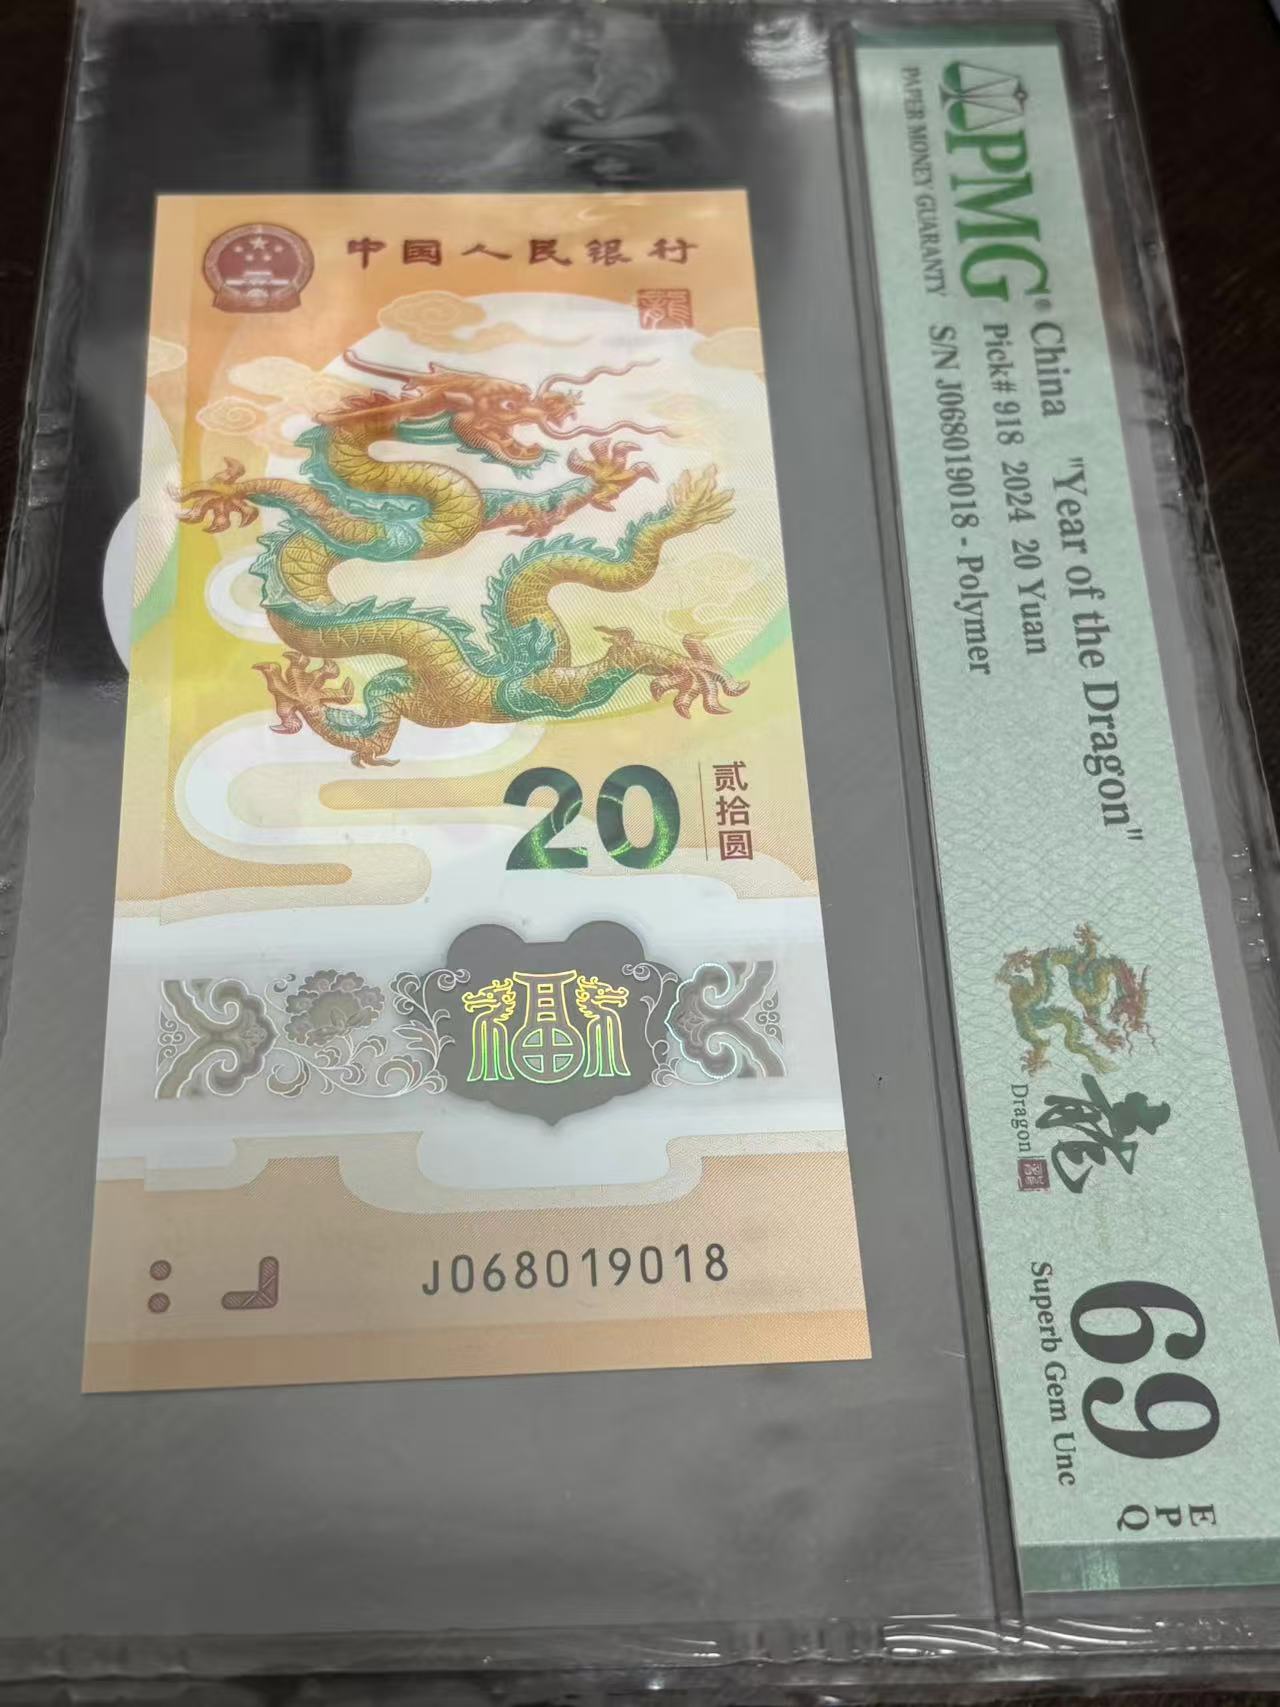 中国人民银行
龍
20
贰拾圆
福
J068019018
PMG®
PAPER MONEY GUARANTY
China "Year of the Dragon"
Pick# 918 2024 20 Yuan
S/N J068019018 - Polymer
龍
Dragon
69
Superb Gem Unc
E
P
Q